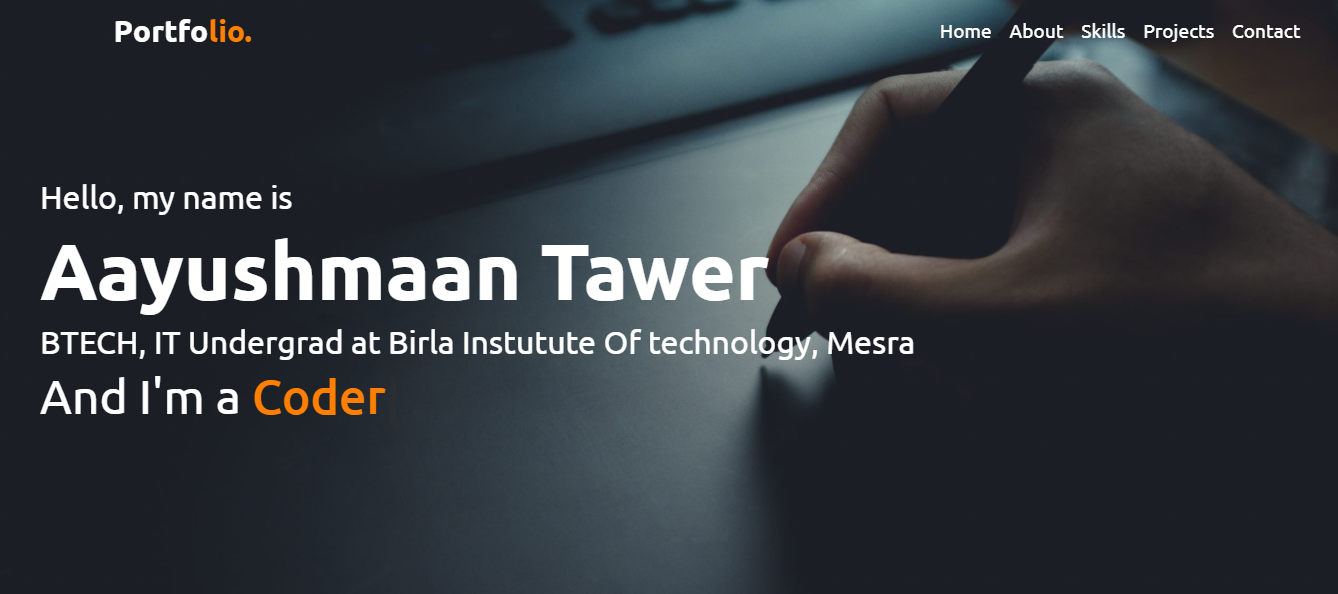 Portfolio.
Home About Skills Projects Contact
Hello, my name is
Aayushmaan Tawer
BTECH, IT Undergrad at Birla Instutute Of technology, Mesra
And I'm a Coder